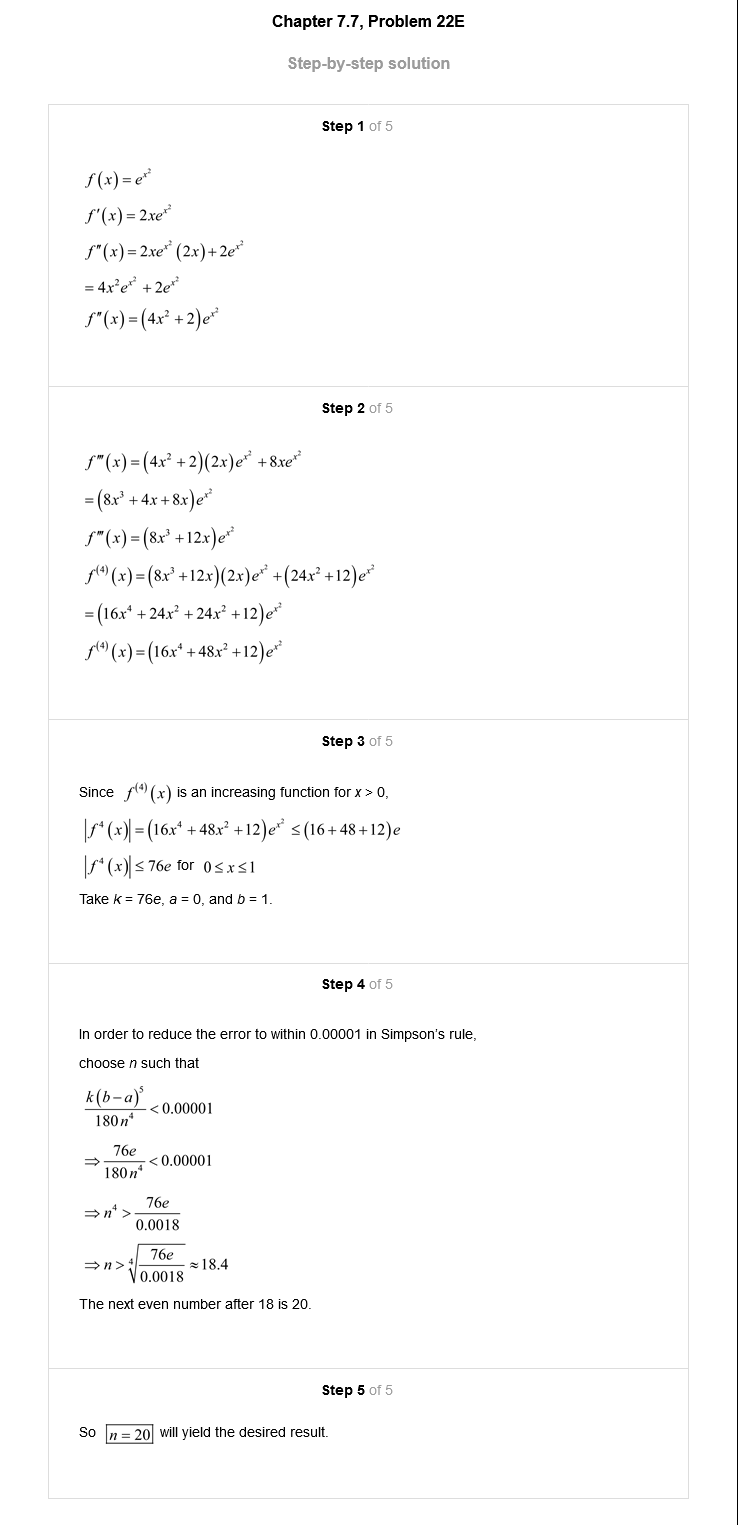 Chapter 7.7, Problem 22E
Step-by-step solution
Step 1 of 5
f(x) = e^{x^2}
f'(x) = 2xe^{x^2}
f''(x) = 2xe^{x^2}(2x) + 2e^{x^2}
= 4x^2e^{x^2} + 2e^{x^2}
f''(x) = (4x^2 + 2)e^{x^2}
Step 2 of 5
f'''(x) = (4x^2 + 2)(2x)e^{x^2} + 8xe^{x^2}
= (8x^3 + 4x + 8x)e^{x^2}
f'''(x) = (8x^3 + 12x)e^{x^2}
f^{(4)}(x) = (8x^3 + 12x)(2x)e^{x^2} + (24x^2 + 12)e^{x^2}
= (16x^4 + 24x^2 + 24x^2 + 12)e^{x^2}
f^{(4)}(x) = (16x^4 + 48x^2 + 12)e^{x^2}
Step 3 of 5
Since f^{(4)}(x) is an increasing function for x > 0,
|f^4(x)| = (16x^4 + 48x^2 + 12)e^{x^2} ≤ (16 + 48 + 12)e
|f^4(x)| ≤ 76e for 0 ≤ x ≤ 1
Take k = 76e, a = 0, and b = 1.
Step 4 of 5
In order to reduce the error to within 0.00001 in Simpson's rule,
choose n such that
\frac{k(b-a)^5}{180n^4} < 0.00001
⇒ \frac{76e}{180n^4} < 0.00001
⇒ n^4 > \frac{76e}{0.0018}
⇒ n > \sqrt[4]{\frac{76e}{0.0018}} ≈ 18.4
The next even number after 18 is 20.
Step 5 of 5
So n = 20 will yield the desired result.